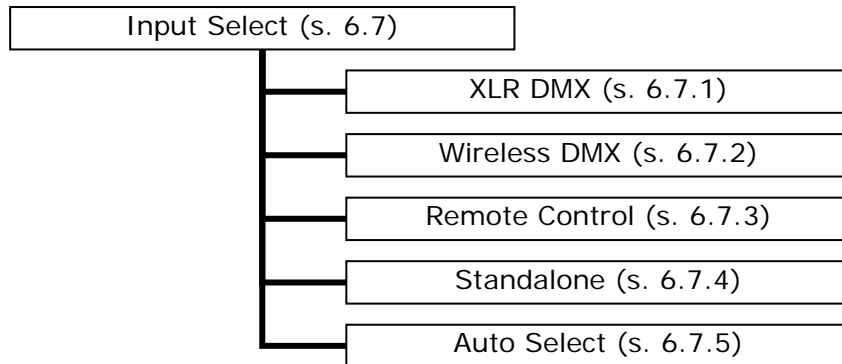 Input Select (s. 6.7)
XLR DMX (s. 6.7.1)
Wireless DMX (s. 6.7.2)
Remote Control (s. 6.7.3)
Standalone (s. 6.7.4)
Auto Select (s. 6.7.5)